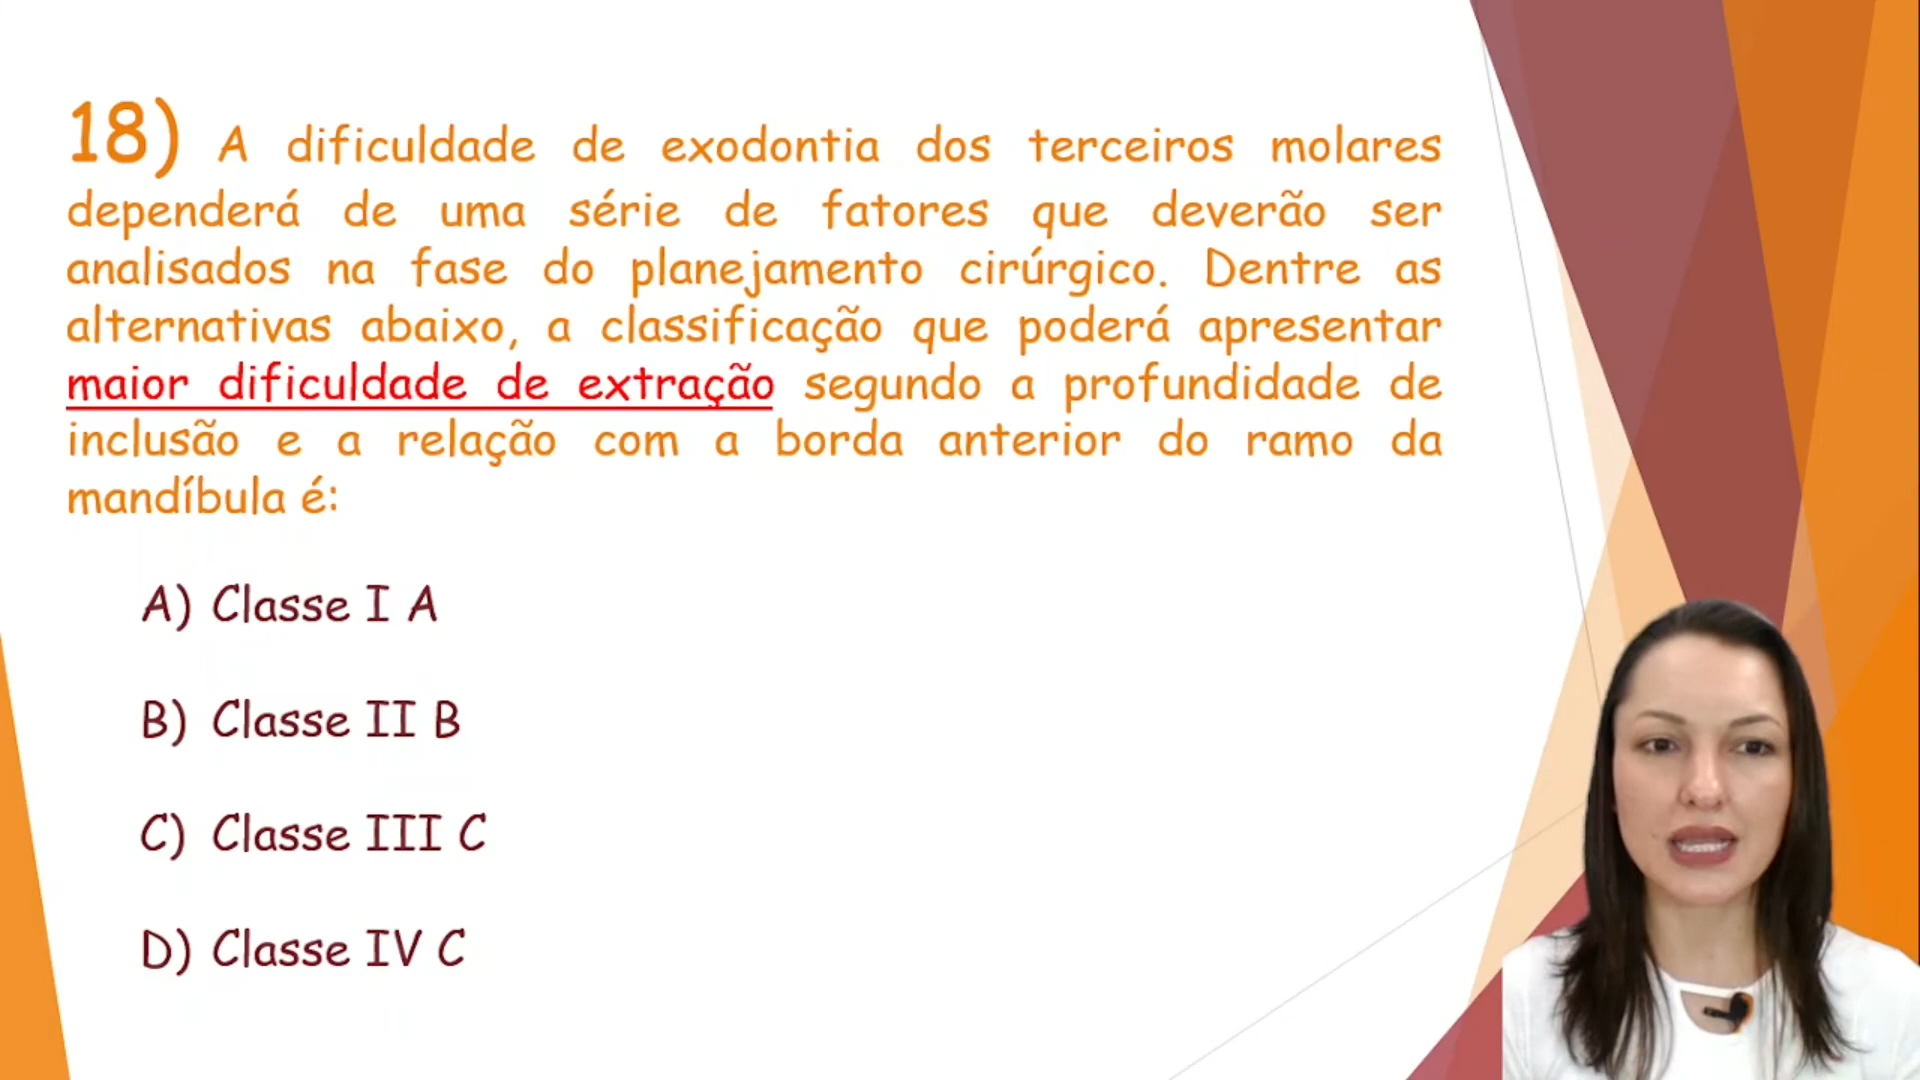 18) A dificuldade de exodontia dos terceiros molares
dependerá de uma série de fatores que deverão ser
analisados na fase do planejamento cirúrgico. Dentre as
alternativas abaixo, a classificação que poderá apresentar
maior dificuldade de extração segundo a profundidade de
inclusão e a relação com a borda anterior do ramo da
mandíbula é:
A) Classe I A
B) Classe II B
C) Classe III C
D) Classe IV C